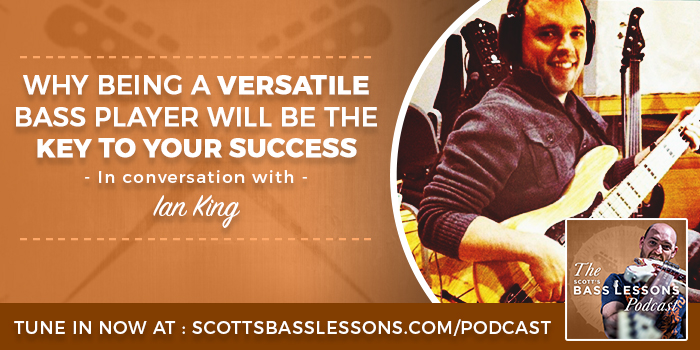 WHY BEING A VERSATILE
BASS PLAYER WILL BE THE
KEY TO YOUR SUCCESS
- In conversation with -
Ian King
The
SCOTT'S
BASS LESSONS
Podcast
TUNE IN NOW AT : SCOTTSBASSLESSONS.COM/PODCAST